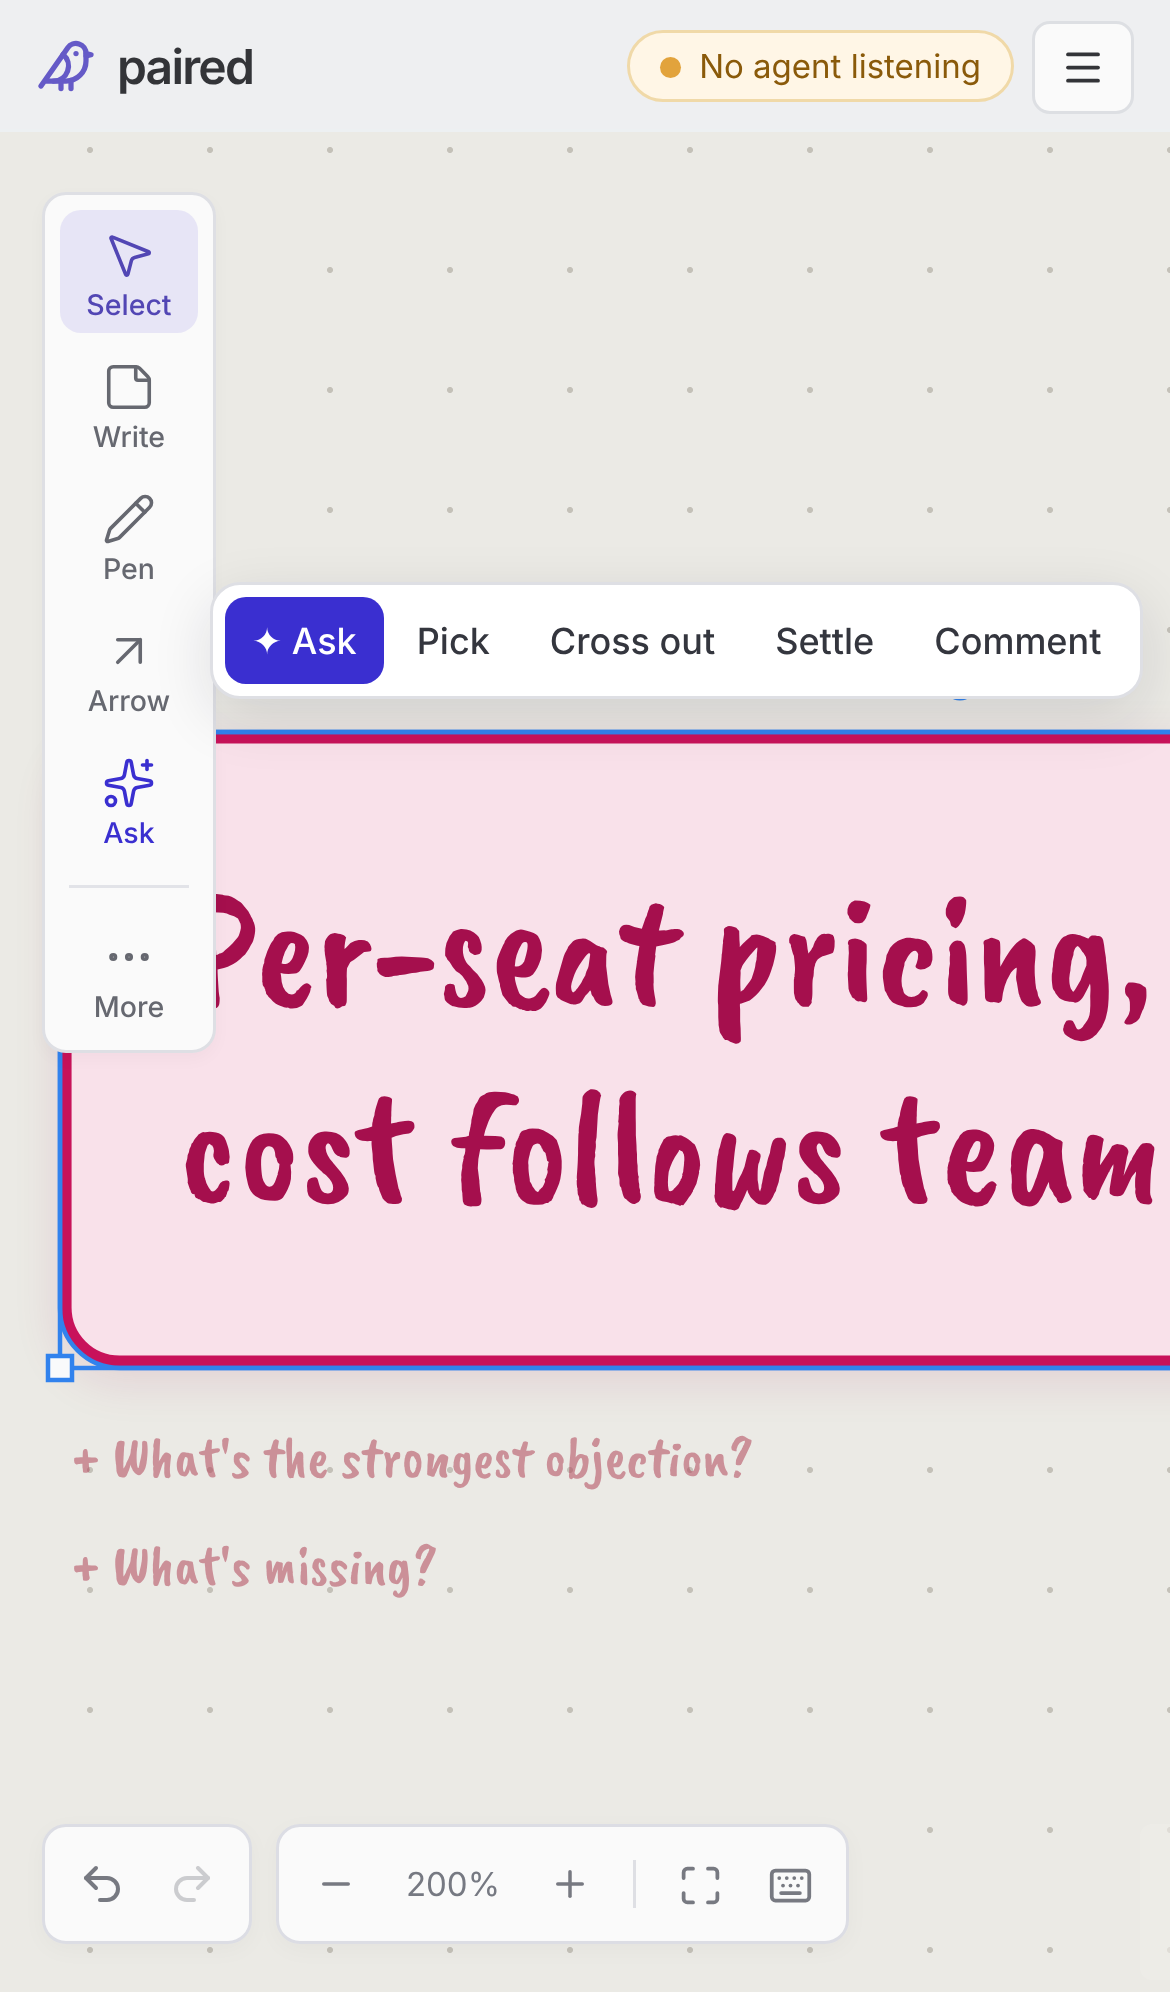 paired
No agent listening
Select
Write
Pen
Arrow
Ask
More
✦ Ask
Pick
Cross out
Settle
Comment
Per-seat pricing,
cost follows team
+ What's the strongest objection?
+ What's missing?
200%